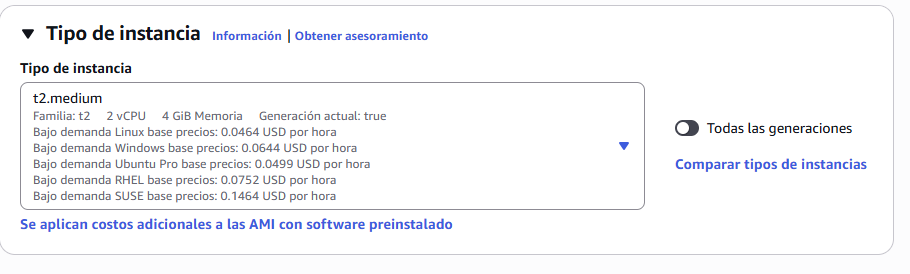 Tipo de instancia Información | Obtener asesoramiento
Tipo de instancia
t2.medium
Familia: t2 2 vCPU 4 GiB Memoria Generación actual: true
Bajo demanda Linux base precios: 0.0464 USD por hora
Bajo demanda Windows base precios: 0.0644 USD por hora
Bajo demanda Ubuntu Pro base precios: 0.0499 USD por hora
Bajo demanda RHEL base precios: 0.0752 USD por hora
Bajo demanda SUSE base precios: 0.1464 USD por hora
Todas las generaciones
Comparar tipos de instancias
Se aplican costos adicionales a las AMI con software preinstalado